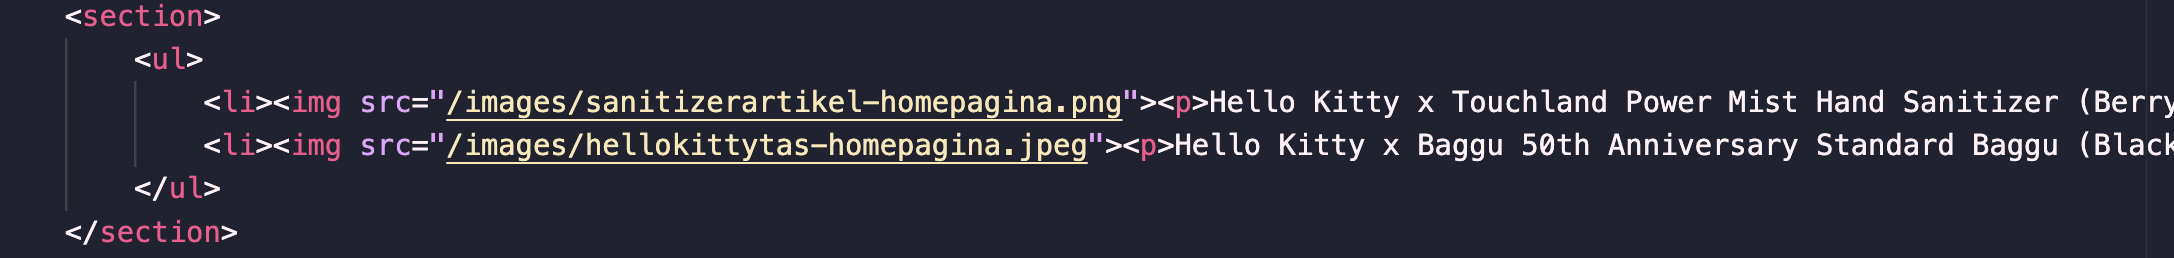 <section>
<ul>
<li><img src="/images/sanitizerartikel-homepagina.png"><p>Hello Kitty x Touchland Power Mist Hand Sanitizer (Berry
<li><img src="/images/hellokittytas-homepagina.jpeg"><p>Hello Kitty x Baggu 50th Anniversary Standard Baggu (Black
</ul>
</section>